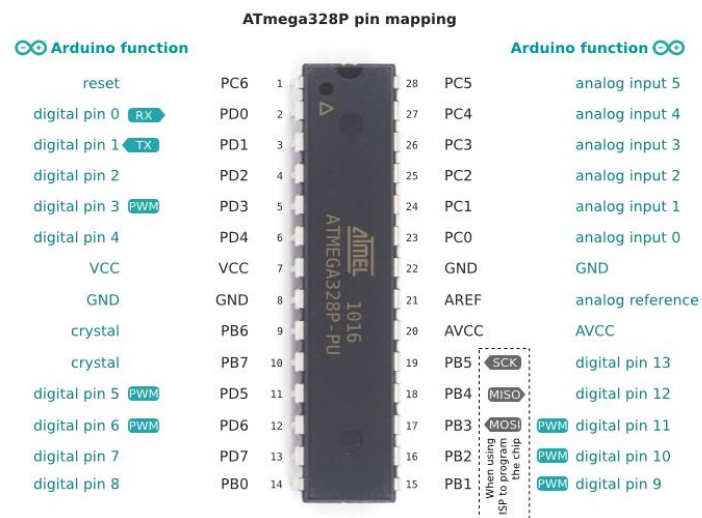 ATmega328P pin mapping
Arduino function Arduino function
reset PC6 1 28 PC5 analog input 5
digital pin 0 RX PD0 2 27 PC4 analog input 4
digital pin 1 TX PD1 3 26 PC3 analog input 3
digital pin 2 PD2 4 25 PC2 analog input 2
digital pin 3 PWM PD3 5 24 PC1 analog input 1
digital pin 4 PD4 6 23 PC0 analog input 0
VCC VCC 7 22 GND GND
GND GND 8 21 AREF analog reference
crystal PB6 9 20 AVCC AVCC
crystal PB7 10 19 PB5 SCK digital pin 13
digital pin 5 PWM PD5 11 18 PB4 MISO digital pin 12
digital pin 6 PWM PD6 12 17 PB3 MOSI PWM digital pin 11
digital pin 7 PD7 13 16 PB2 PWM digital pin 10
digital pin 8 PB0 14 15 PB1 PWM digital pin 9
When using
ISP to program
the chip
ATMEL 1016
ATMEGA328P-PU